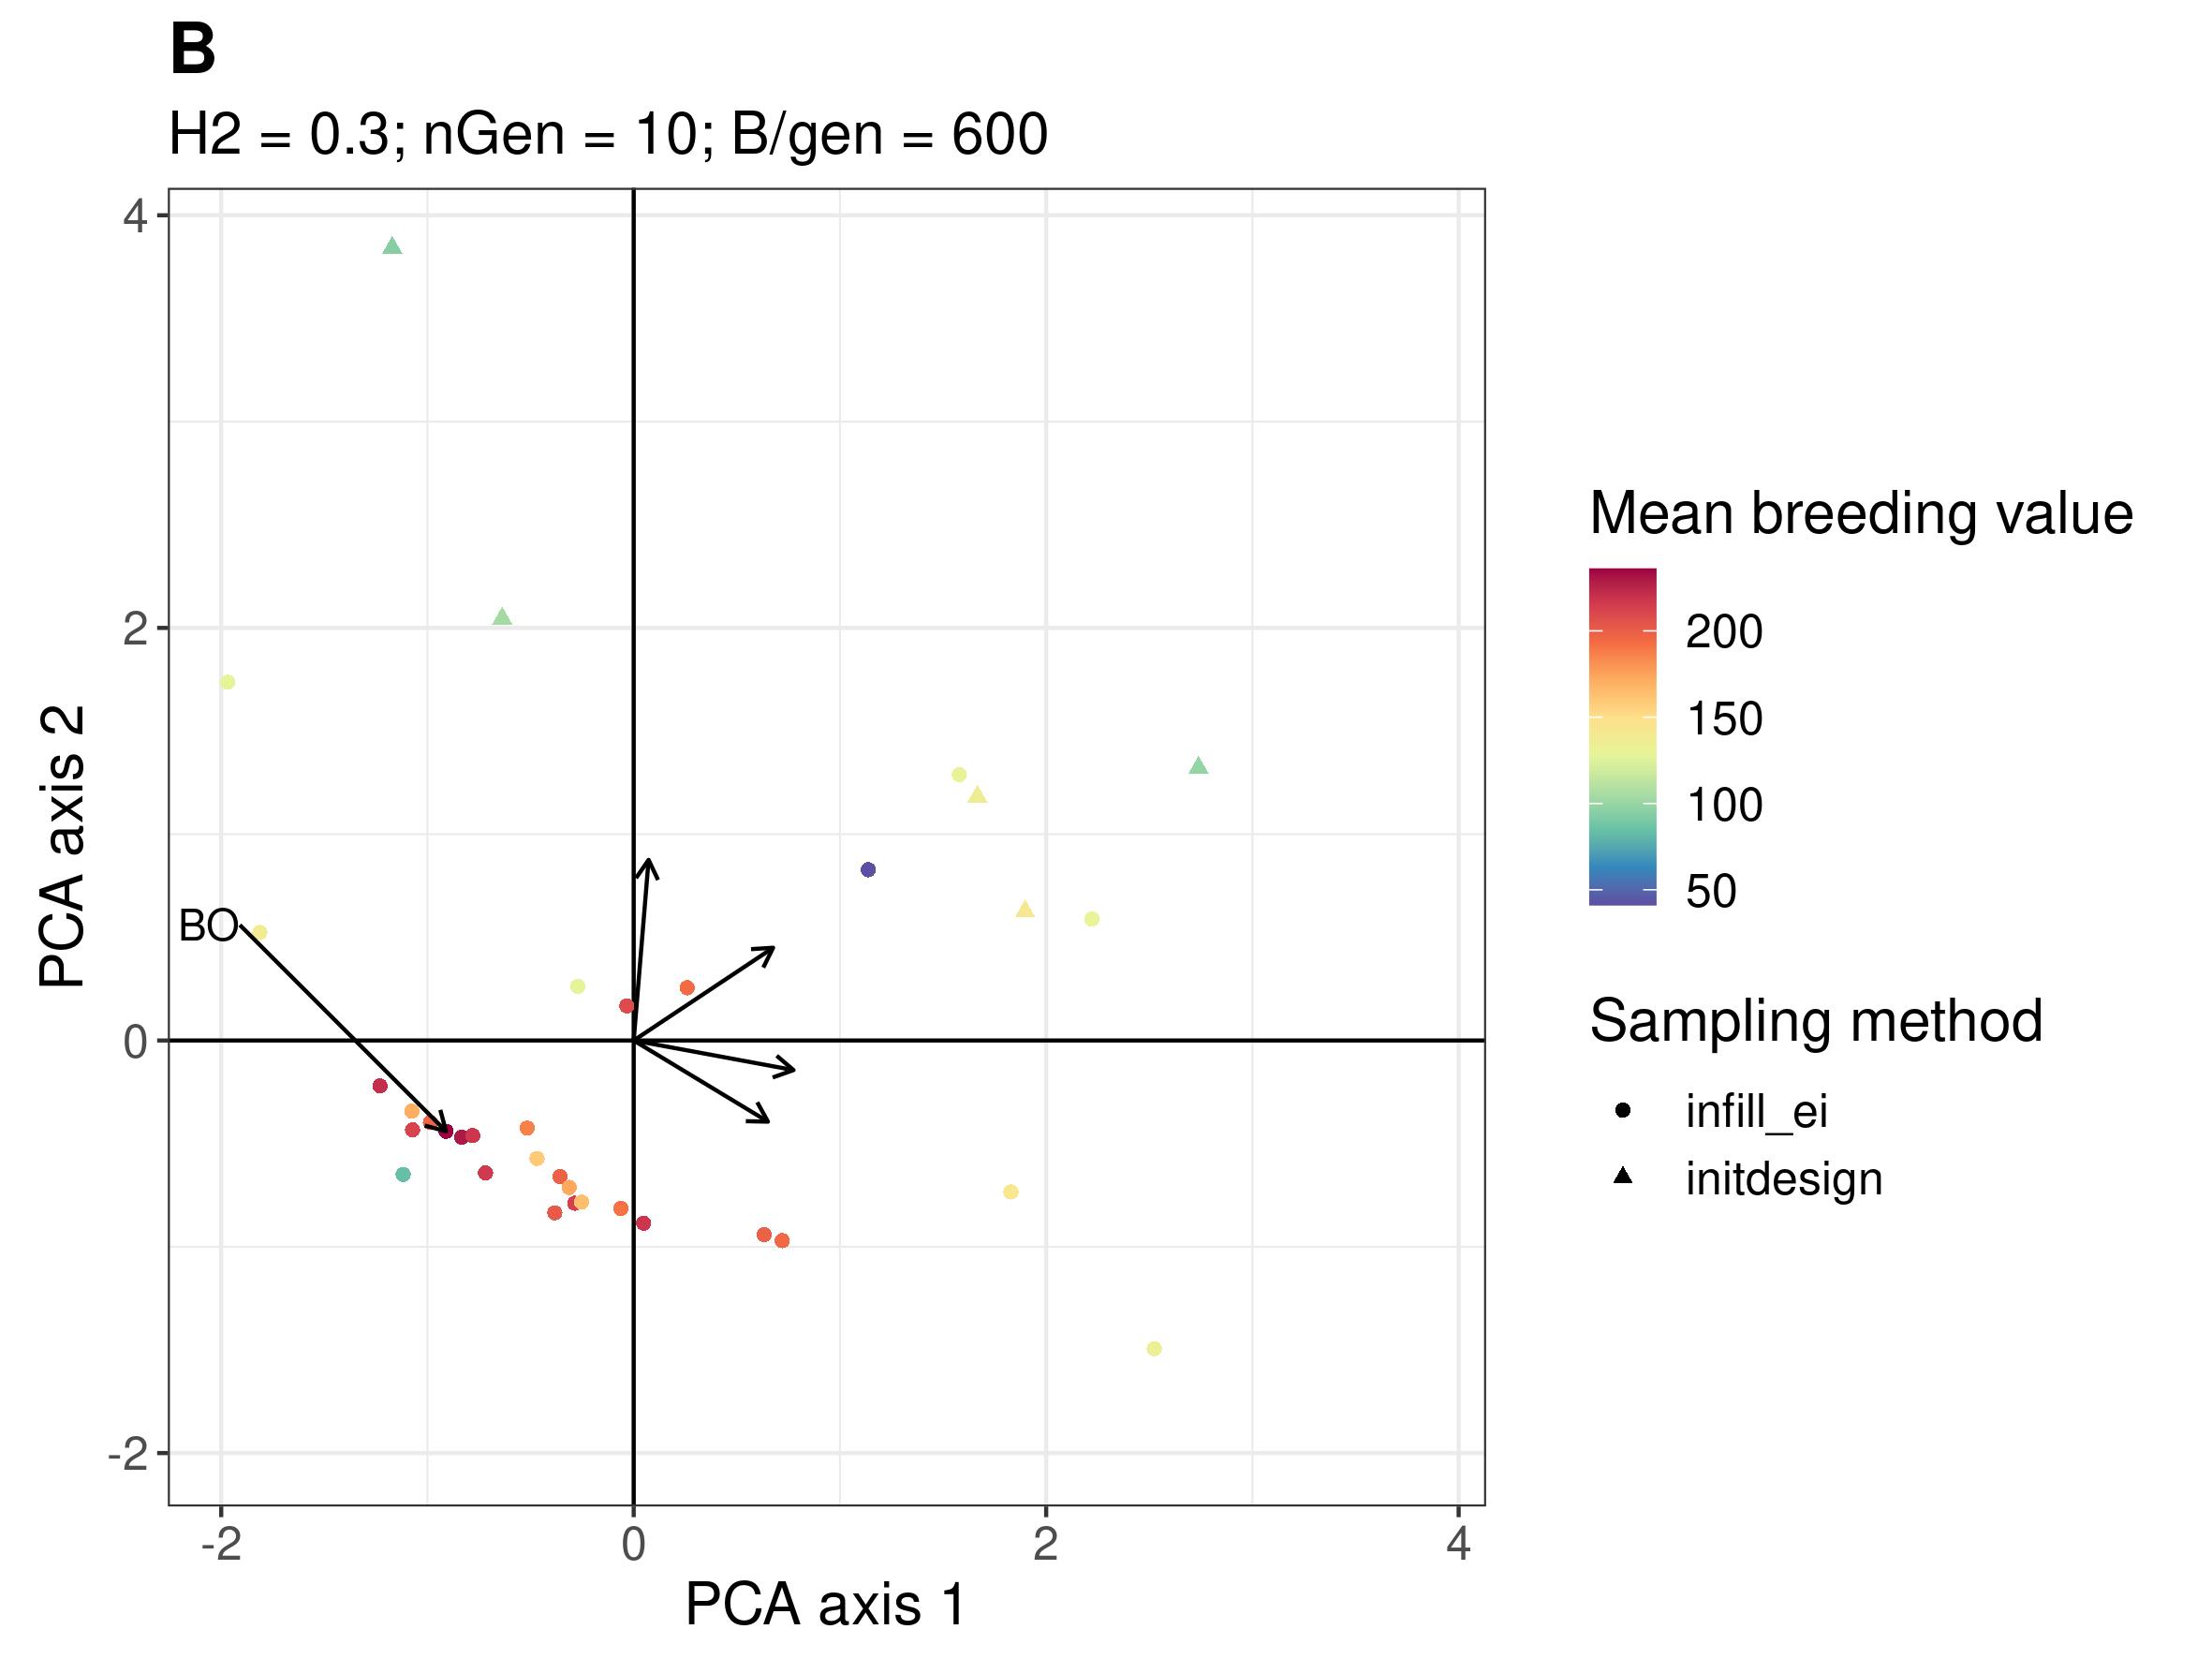 B
H2 = 0.3; nGen = 10; B/gen = 600
4
2
0
-2
PCA axis 2
BO
-2
0
2
4
PCA axis 1
Mean breeding value
200
150
100
50
Sampling method
infill_ei
initdesign